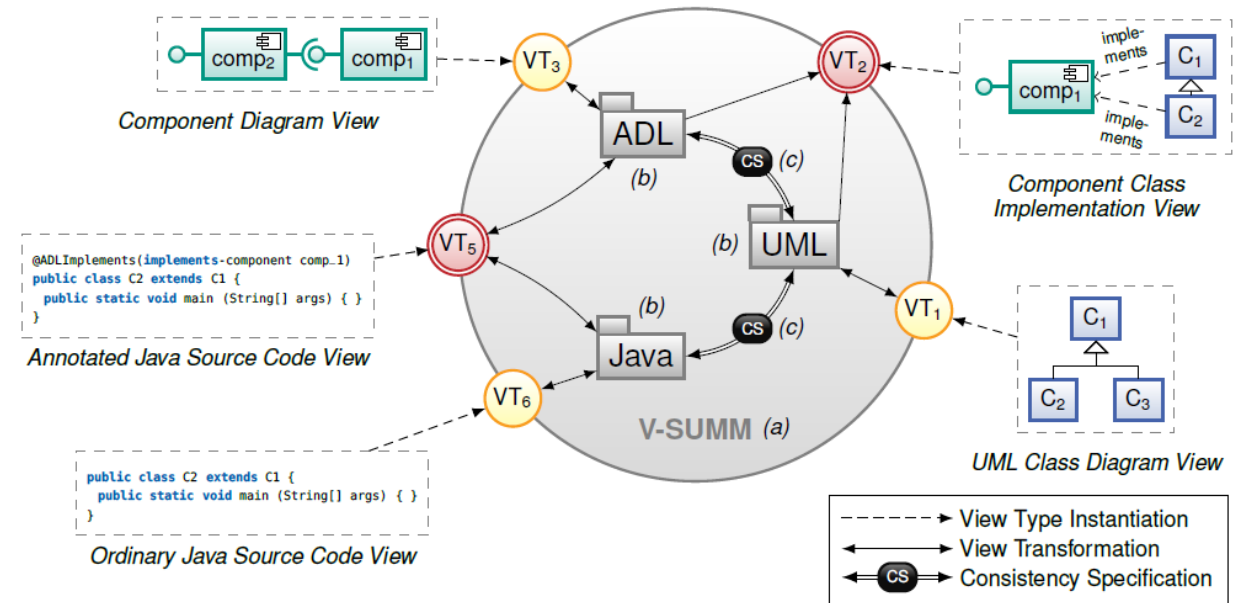 comp₂
comp₁
Component Diagram View
VT₃
VT₂
comp₁
imple-
ments
imple-
ments
C₁
C₂
Component Class
Implementation View
ADL
(b)
CS
(c)
(b)
UML
VT₅
@ADLImplements(implements-component comp_1)
public class C2 extends C1 {
public static void main (String[] args) { }
}
Annotated Java Source Code View
(b)
Java
CS
(c)
VT₁
C₁
C₂
C₃
UML Class Diagram View
VT₆
V-SUMM (a)
public class C2 extends C1 {
public static void main (String[] args) { }
}
Ordinary Java Source Code View
View Type Instantiation
View Transformation
CS
Consistency Specification